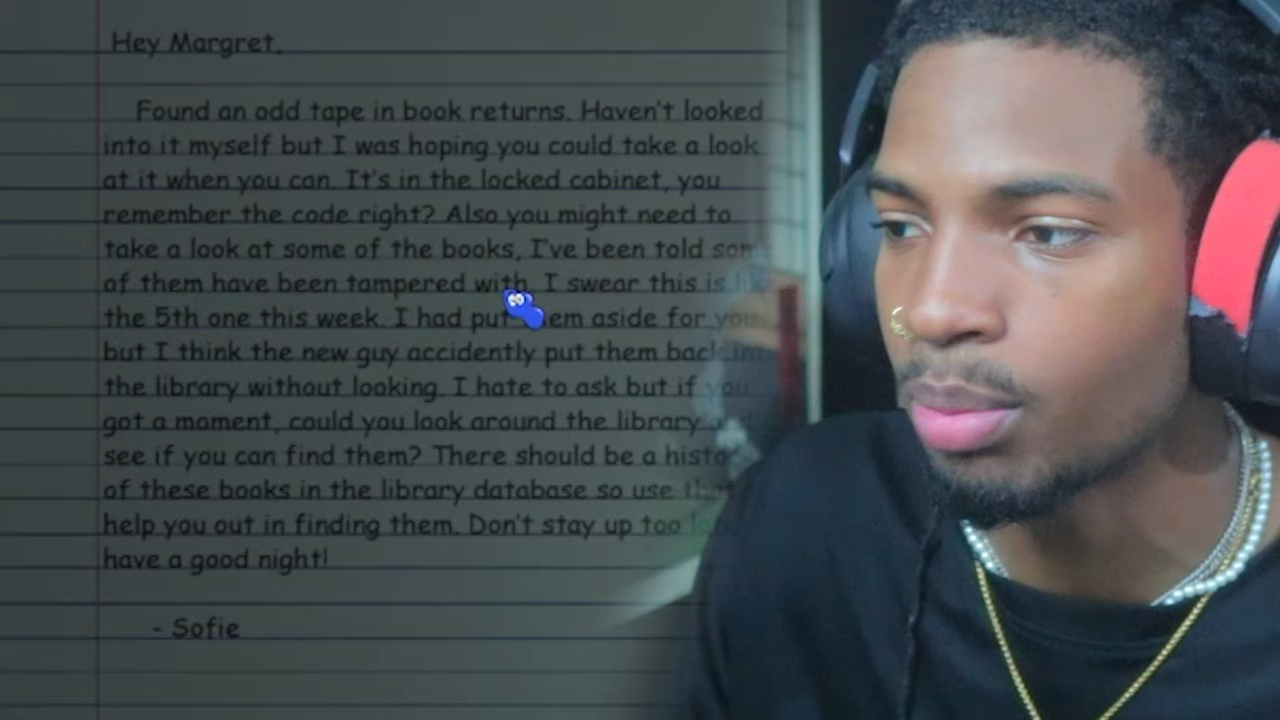 Hey Margret,
Found an odd tape in book returns. Haven't looked
into it myself but I was hoping you could take a look
at it when you can. It's in the locked cabinet, you
remember the code right? Also you might need to
take a look at some of the books, I've been told som
of them have been tampered with. I swear this is
the 5th one this week. I had put em aside for you
but I think the new guy accidently put them back
the library without looking. I hate to ask but if you
got a moment, could you look around the library
see if you can find them? There should be a histo
of these books in the library database so use
help you out in finding them. Don't stay up too
have a good night!
- Sofie